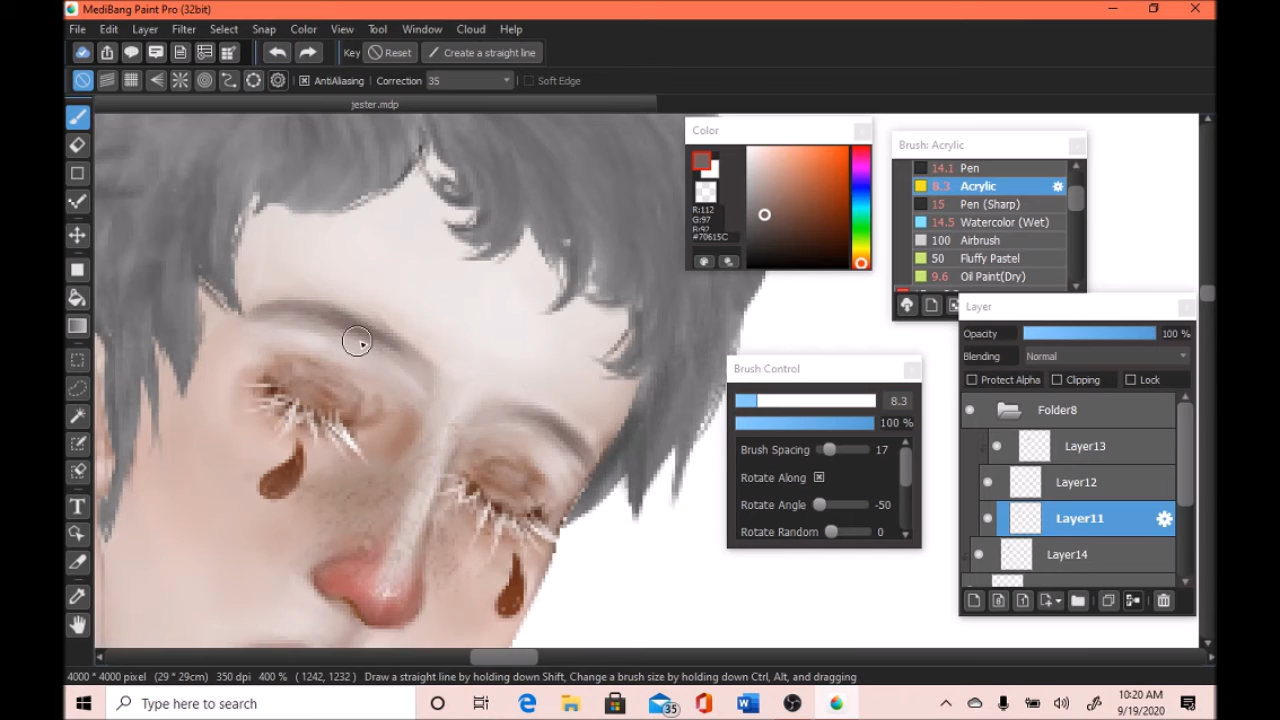 MediBang Paint Pro (32bit)
File Edit Layer Filter Select Snap Color View Tool Window Cloud Help
Key Reset Create a straight line
AntiAliasing Correction 35 Soft Edge
jester.mdp
Color
R:112
G:97
B:92
#70615C
Brush: Acrylic
14.1 Pen
8.3 Acrylic
15 Pen (Sharp)
14.5 Watercolor (Wet)
100 Airbrush
50 Fluffy Pastel
9.6 Oil Paint(Dry)
Layer
Opacity 100 %
Blending Normal
Protect Alpha Clipping Lock
Folder8
Layer13
Layer12
Layer11
Layer14
Brush Control
8.3
100 %
Brush Spacing 17
Rotate Along
Rotate Angle -50
Rotate Random 0
4000 * 4000 pixel (29 * 29cm) 350 dpi 400 % ( 1242, 1232 ) Draw a straight line by holding down Shift, Change a brush size by holding down Ctrl, Alt, and dragging
Type here to search
35
10:20 AM
9/19/2020